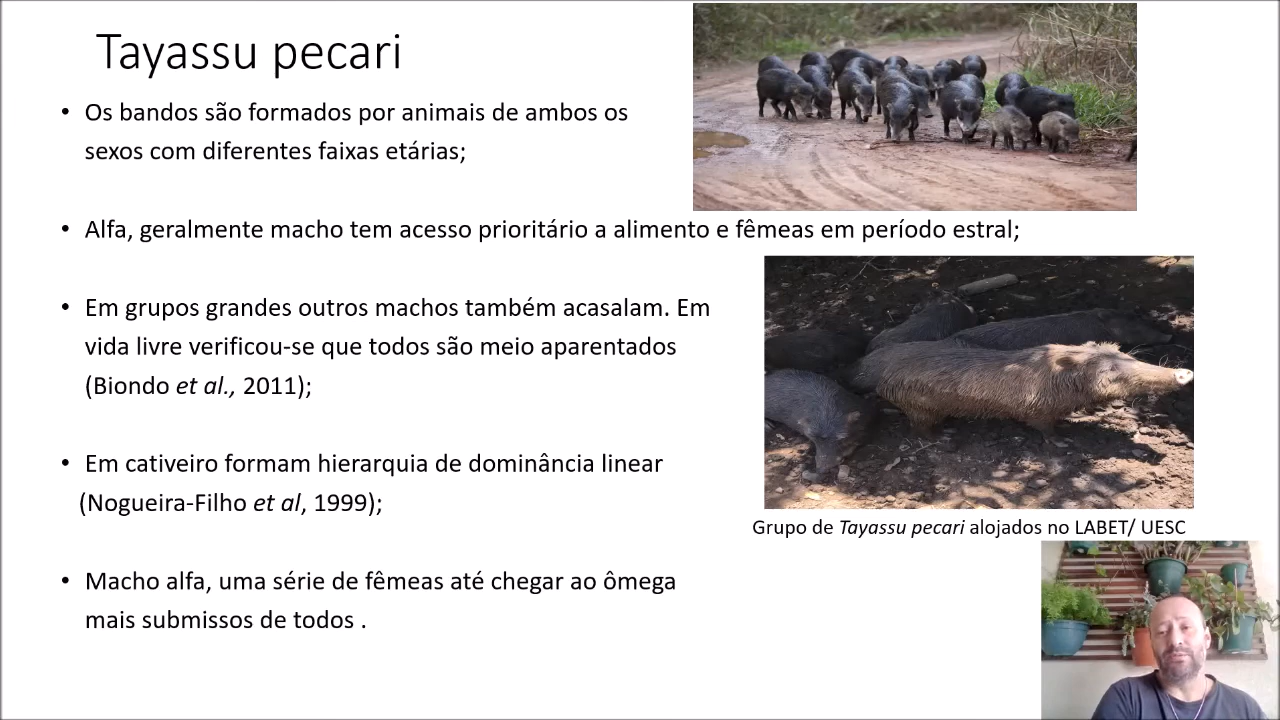 Tayassu pecari
• Os bandos são formados por animais de ambos os
sexos com diferentes faixas etárias;
• Alfa, geralmente macho tem acesso prioritário a alimento e fêmeas em período estral;
• Em grupos grandes outros machos também acasalam. Em
vida livre verificou-se que todos são meio aparentados
(Biondo et al., 2011);
• Em cativeiro formam hierarquia de dominância linear
(Nogueira-Filho et al, 1999);
Grupo de Tayassu pecari alojados no LABET/ UESC
• Macho alfa, uma série de fêmeas até chegar ao ômega
mais submissos de todos .